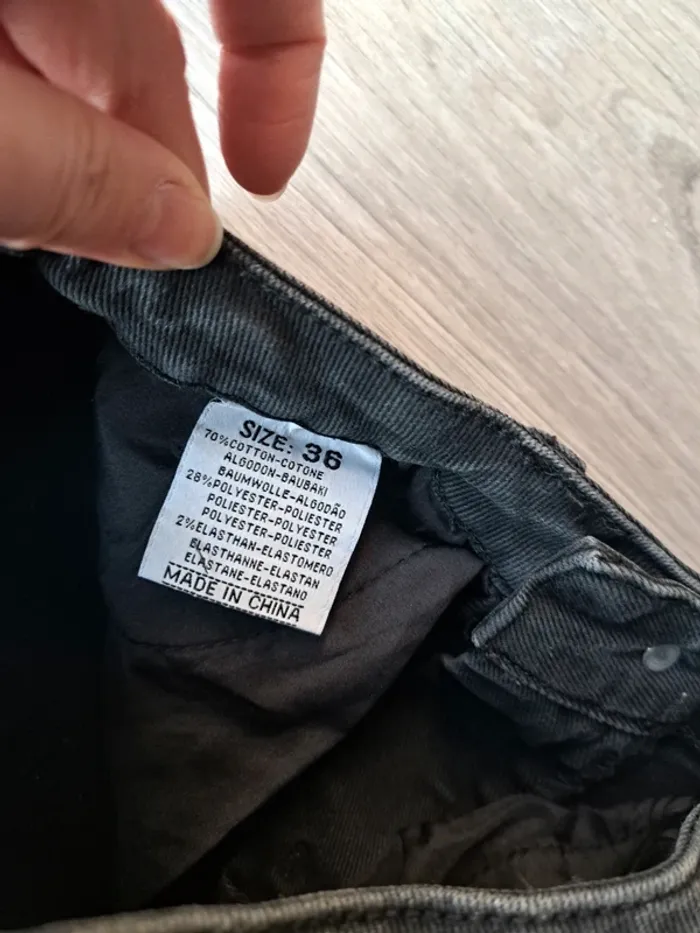 SIZE: 36
70%COTTON-COTONE
ALGODON-BAUBAKI
BAUMWOLLE-ALGODÃO
28%POLYESTER-POLIESTER
POLIESTER-POLYESTER
POLYESTER-POLIESTER
2%ELASTHAN-ELASTOMERO
ELASTHANNE-ELASTAN
ELASTANE-ELASTANO
MADE IN CHINA